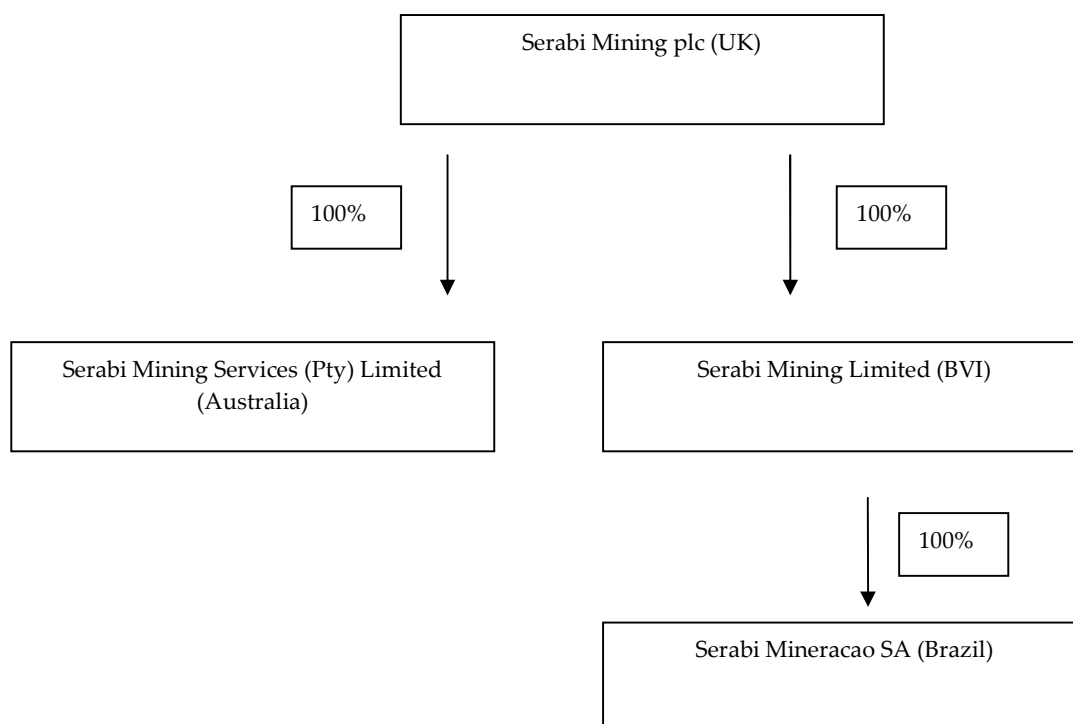 Serabi Mining plc (UK)
100%
100%
Serabi Mining Services (Pty) Limited
(Australia)
Serabi Mining Limited (BVI)
100%
Serabi Mineracao SA (Brazil)